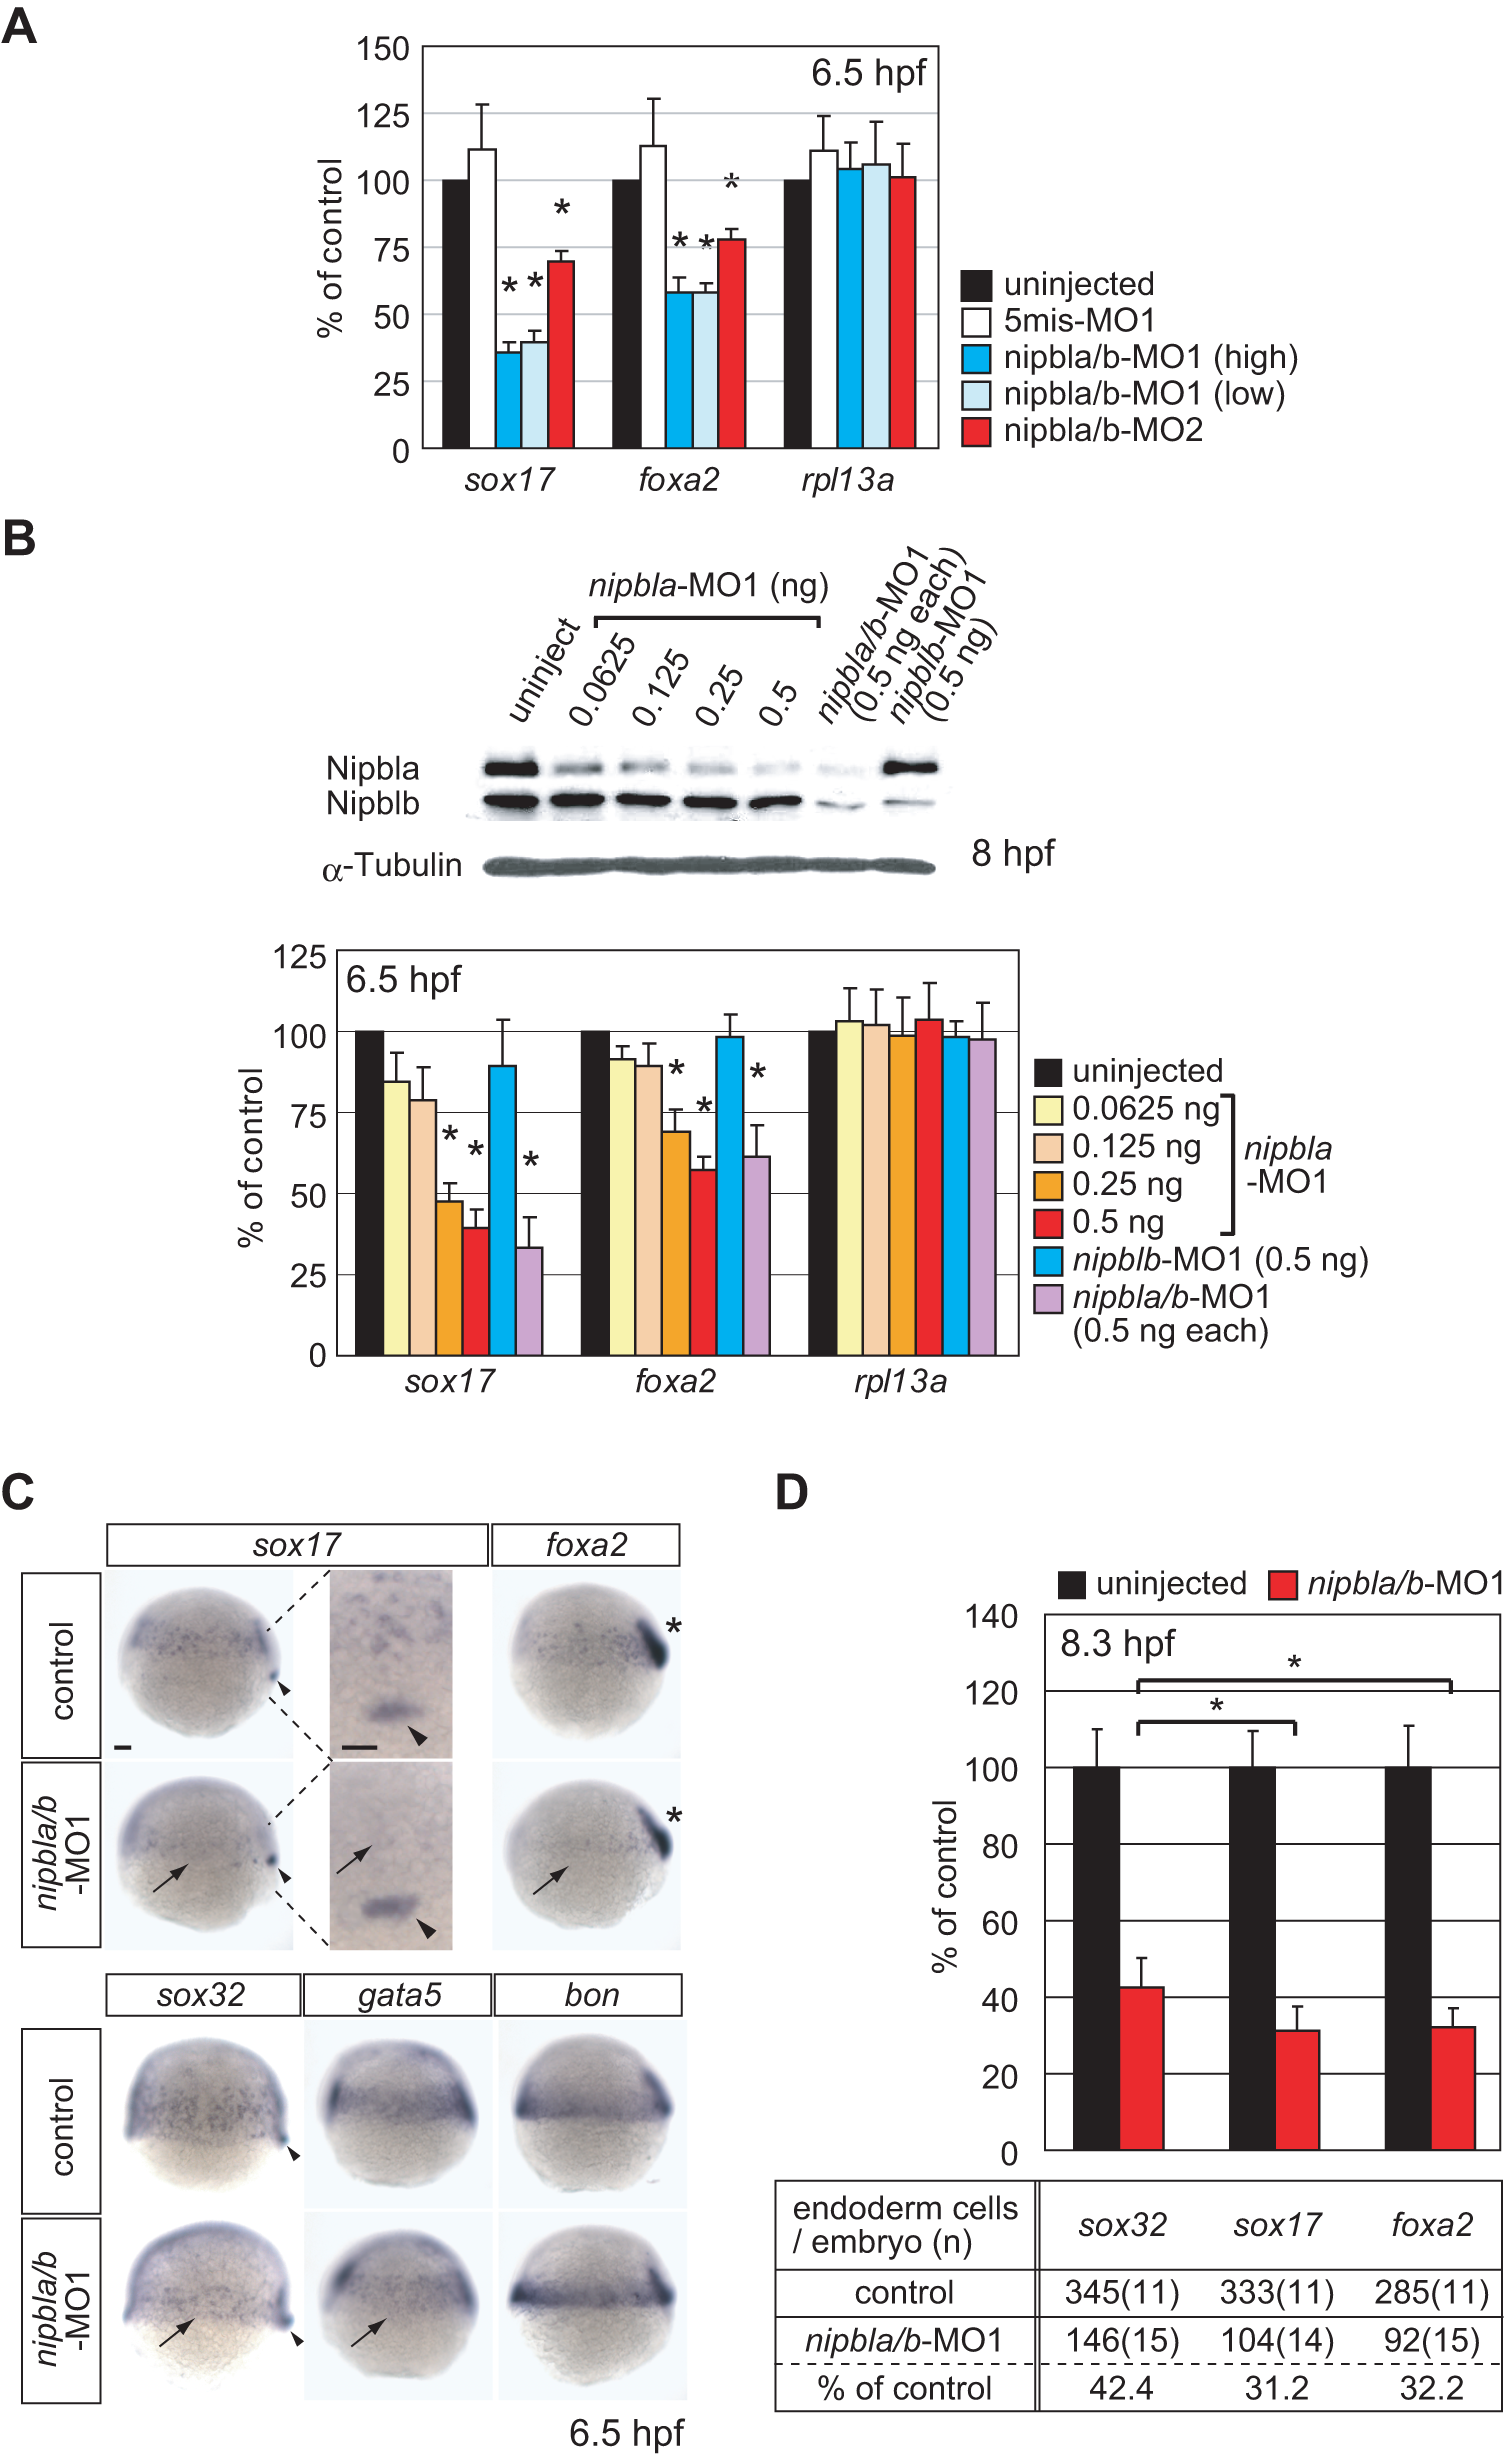 A
150
125
100
75
50
25
0
% of control
6.5 hpf
* * *
* * *
sox17 foxa2 rpl13a
uninjected
5mis-MO1
nipbla/b-MO1 (high)
nipbla/b-MO1 (low)
nipbla/b-MO2
B
nipbla-MO1 (ng)
uninject
0.0625
0.125
0.25
0.5
nipbla/b-MO1
(0.5 ng each)
nipblb-MO1
(0.5 ng)
Nipbla
Nipblb
α-Tubulin
8 hpf
125
100
75
50
25
0
% of control
6.5 hpf
* * *
* * *
sox17 foxa2 rpl13a
uninjected
0.0625 ng
0.125 ng
0.25 ng
0.5 ng
nipbla
-MO1
nipblb-MO1 (0.5 ng)
nipbla/b-MO1
(0.5 ng each)
C
sox17 foxa2
control
*
nipbla/b
-MO1
*
sox32 gata5 bon
control
nipbla/b
-MO1
6.5 hpf
D
uninjected nipbla/b-MO1
140
120
100
80
60
40
20
0
% of control
8.3 hpf
*
*
endoderm cells
/ embryo (n)
sox32 sox17 foxa2
control 345(11) 333(11) 285(11)
nipbla/b-MO1 146(15) 104(14) 92(15)
% of control 42.4 31.2 32.2